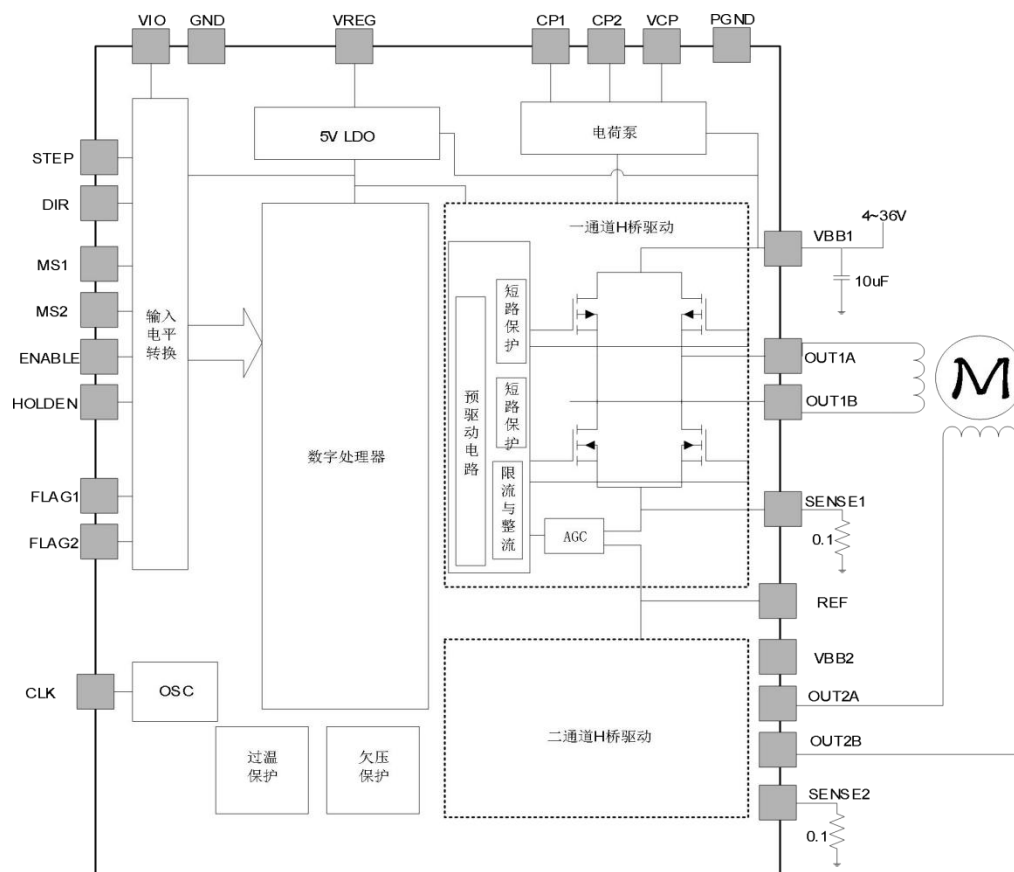 VIO
GND
VREG
CP1
CP2
VCP
PGND
5V LDO
电荷泵
STEP
DIR
MS1
MS2
ENABLE
HOLDEN
FLAG1
FLAG2
CLK
输入
电平
转换
数字处理器
一通道H桥驱动
短路保护
短路保护
预驱动电路
限流与整流
AGC
VBB1
4~36V
10uF
OUT1A
OUT1B
M
SENSE1
0.1
REF
VBB2
OUT2A
OUT2B
SENSE2
0.1
OSC
过温
保护
欠压
保护
二通道H桥驱动